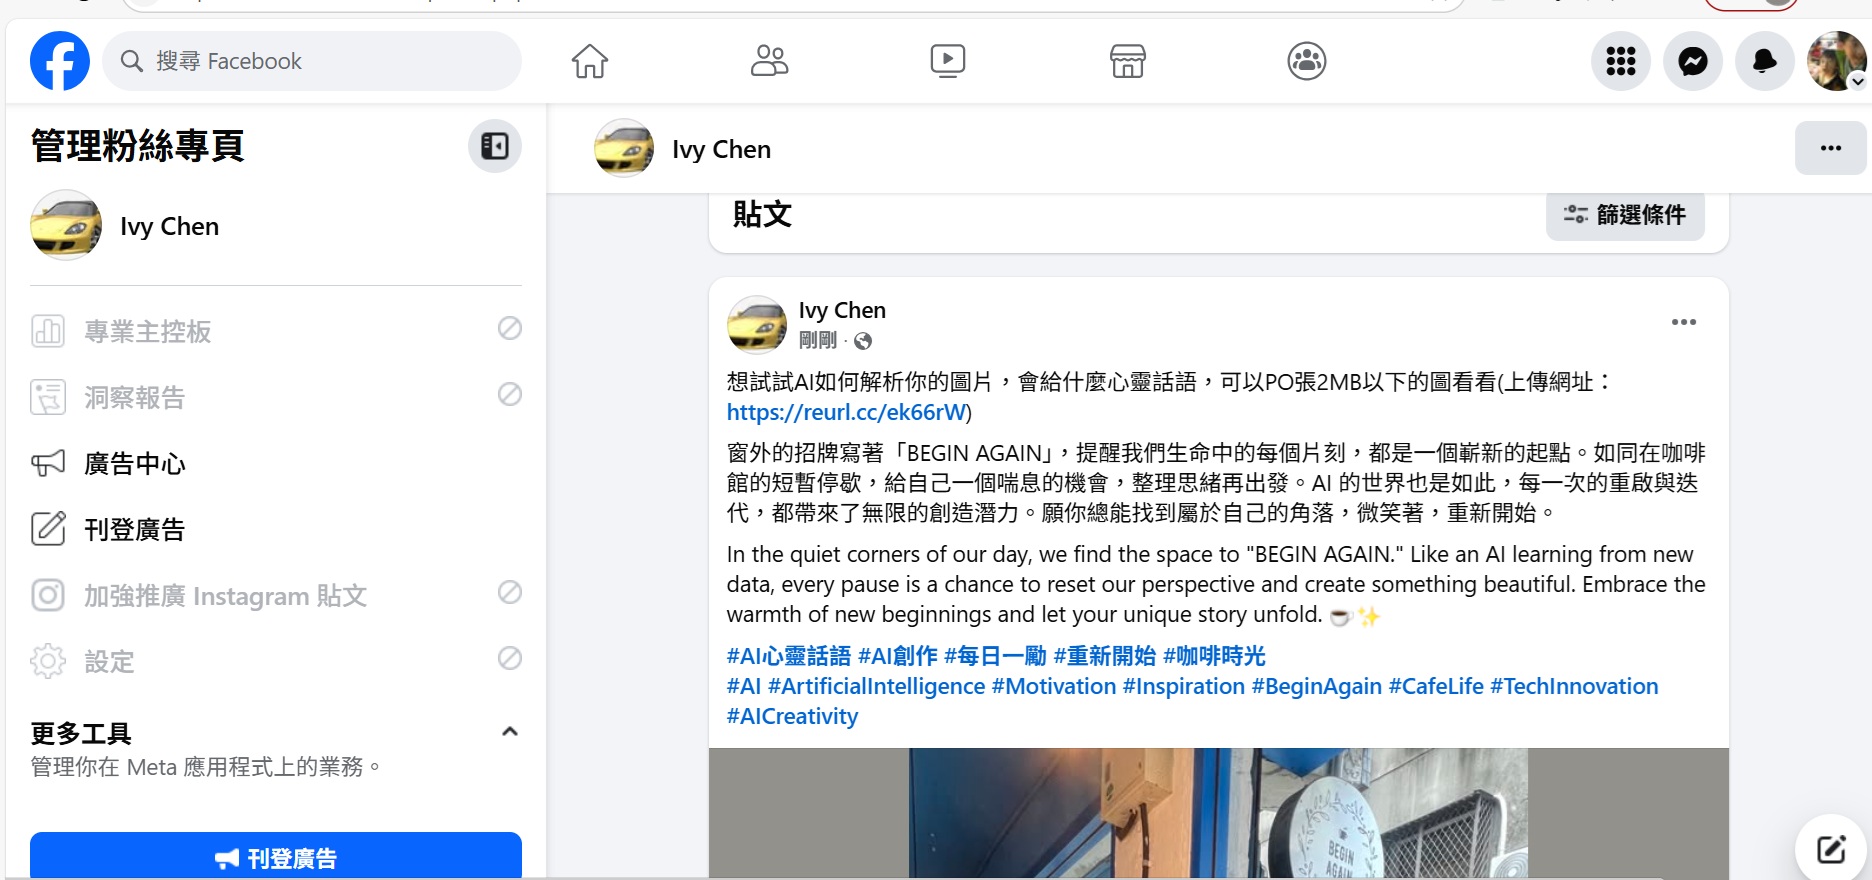 搜尋 Facebook
管理粉絲專頁
Ivy Chen
專業主控板
洞察報告
廣告中心
刊登廣告
加強推廣 Instagram 貼文
設定
更多工具
管理你在 Meta 應用程式上的業務。
刊登廣告
Ivy Chen
貼文
篩選條件
Ivy Chen
剛剛 ·
想試試AI如何解析你的圖片，會給什麼心靈話語，可以PO張2MB以下的圖看看(上傳網址：
https://reurl.cc/ek66rW)
窗外的招牌寫著「BEGIN AGAIN」，提醒我們生命中的每個片刻，都是一個嶄新的起點。如同在咖啡
館的短暫停歇，給自己一個喘息的機會，整理思緒再出發。AI 的世界也是如此，每一次的重啟與迭
代，都帶來了無限的創造潛力。願你總能找到屬於自己的角落，微笑著，重新開始。
In the quiet corners of our day, we find the space to "BEGIN AGAIN." Like an AI learning from new
data, every pause is a chance to reset our perspective and create something beautiful. Embrace the
warmth of new beginnings and let your unique story unfold. ☕✨
#AI心靈話語 #AI創作 #每日一勵 #重新開始 #咖啡時光
#AI #ArtificialIntelligence #Motivation #Inspiration #BeginAgain #CafeLife #TechInnovation
#AICreativity
BEGIN
AGAIN